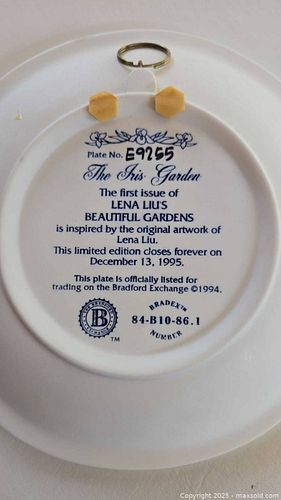 Plate No. E9265
The Iris Garden
The first issue of
LENA LIU'S
BEAUTIFUL GARDENS
is inspired by the original artwork of
Lena Liu.
This limited edition closes forever on
December 13, 1995.
This plate is officially listed for
trading on the Bradford Exchange ©1994.
B
TM
BRADEX™
84-B10-86.1
NUMBER
Copyright 2025 - maxsold.com